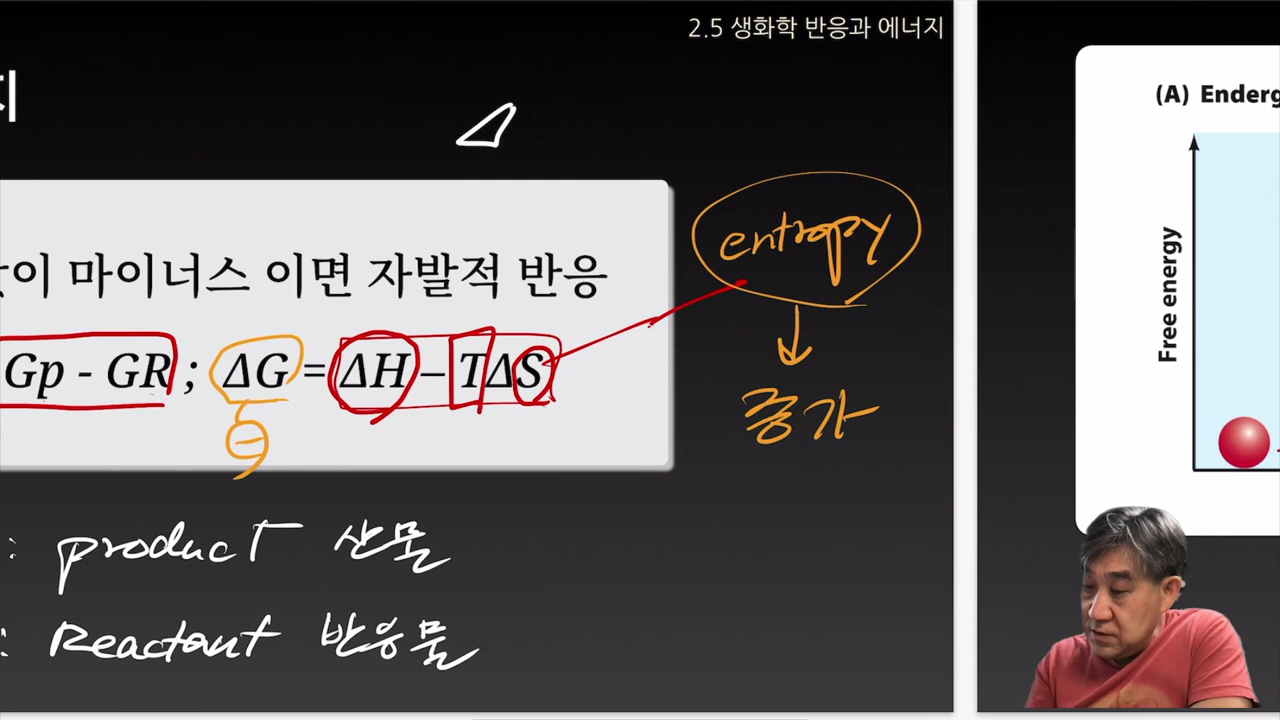 2.5 생화학 반응과 에너지
지
이 마이너스 이면 자발적 반응
Gp - GR ; ΔG = ΔH – TΔS
entropy
↓
증가
⊖
: product 산물
: Reactant 반응물
(A) Enderg
Free energy